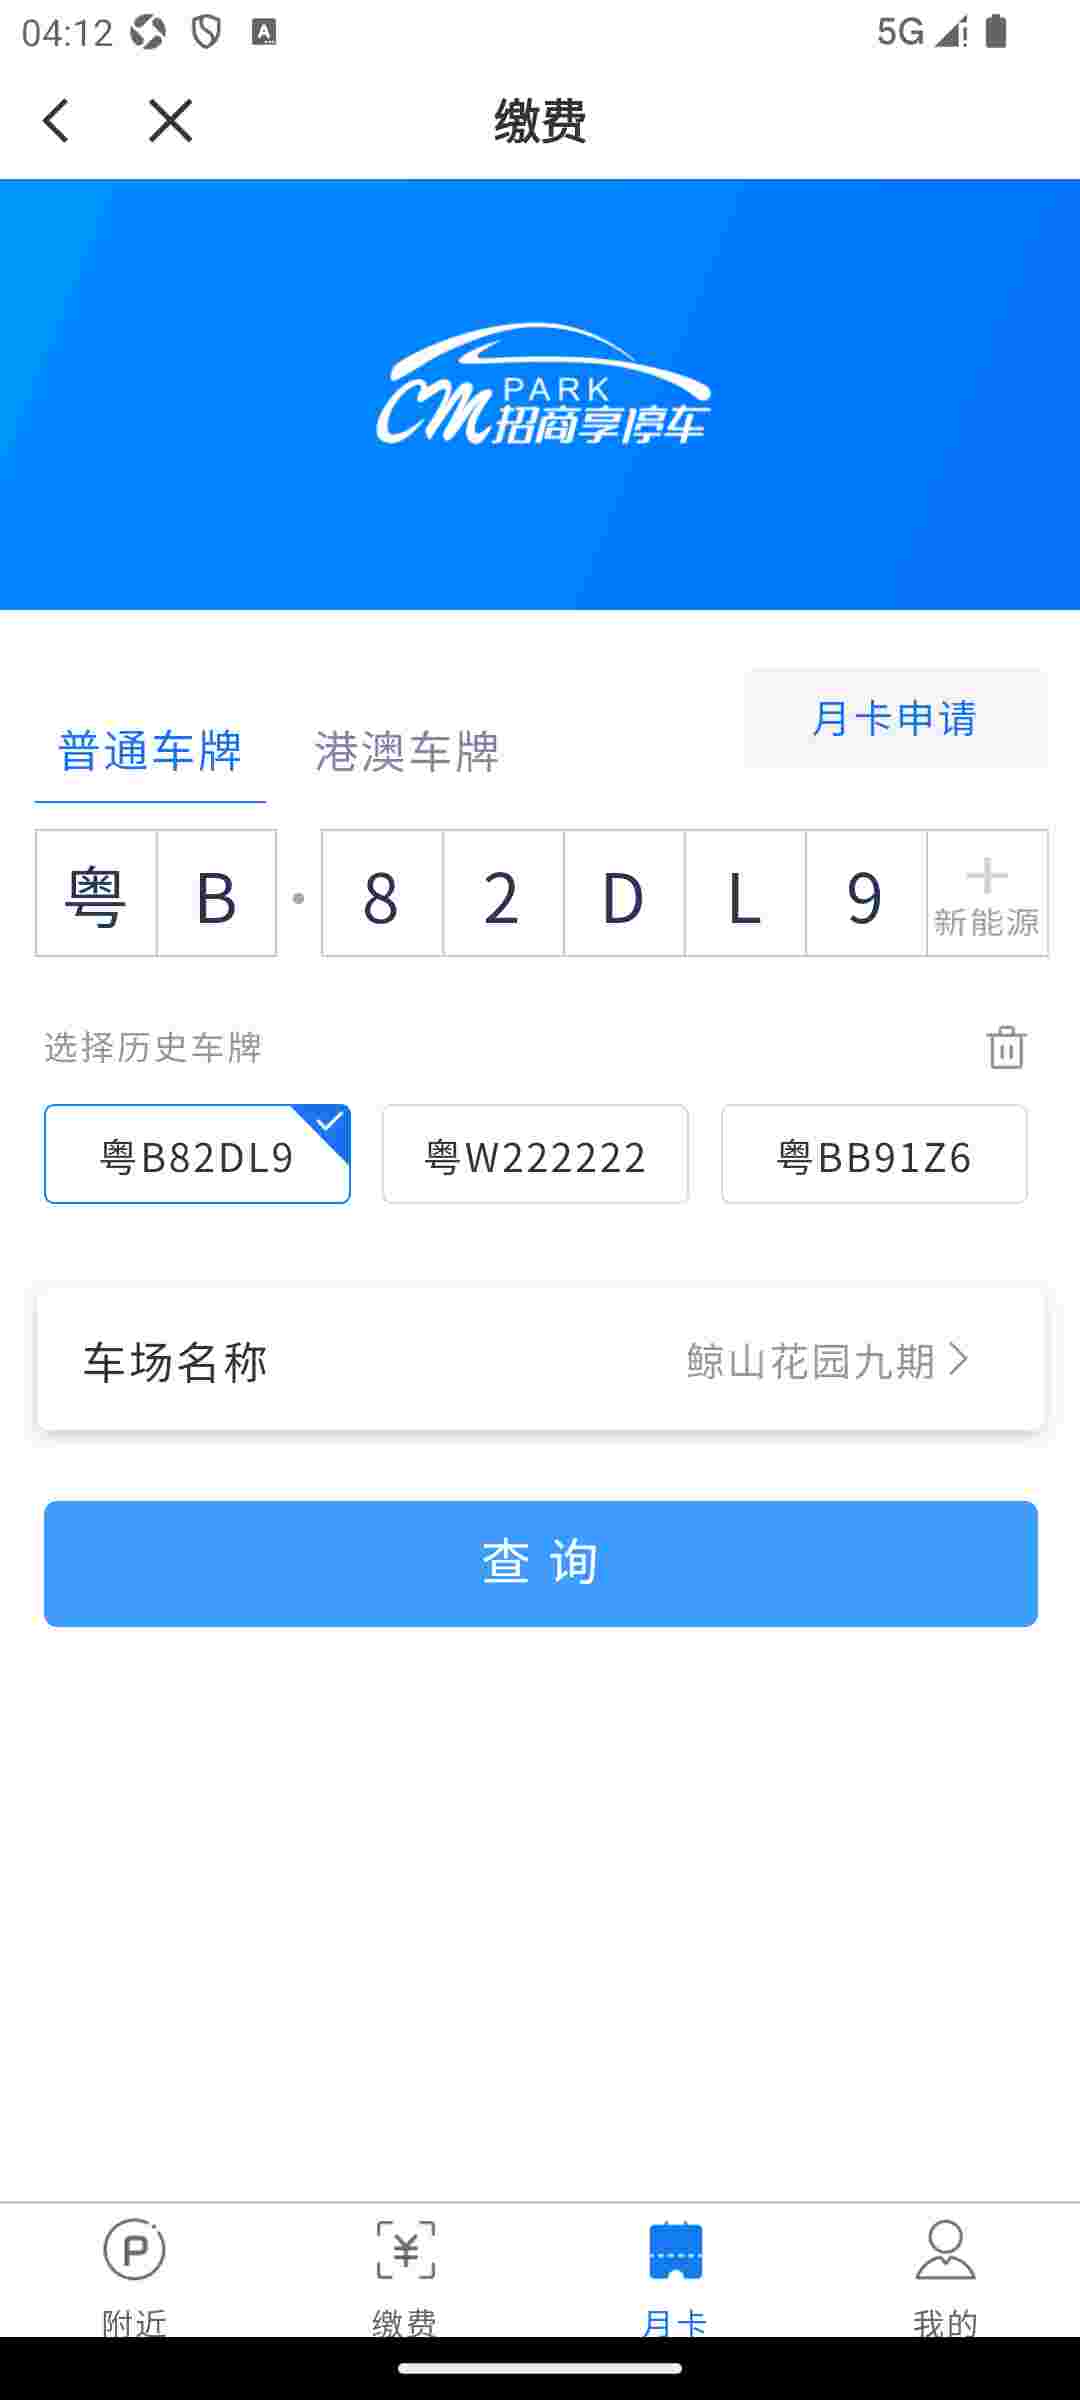 04:12
5G
缴费
CM PARK
招商享停车
月卡申请
普通车牌 港澳车牌
粤 B · 8 2 D L 9 新能源
选择历史车牌
粤B82DL9 粤W222222 粤BB91Z6
车场名称 鲸山花园九期
查 询
附近 缴费 月卡 我的